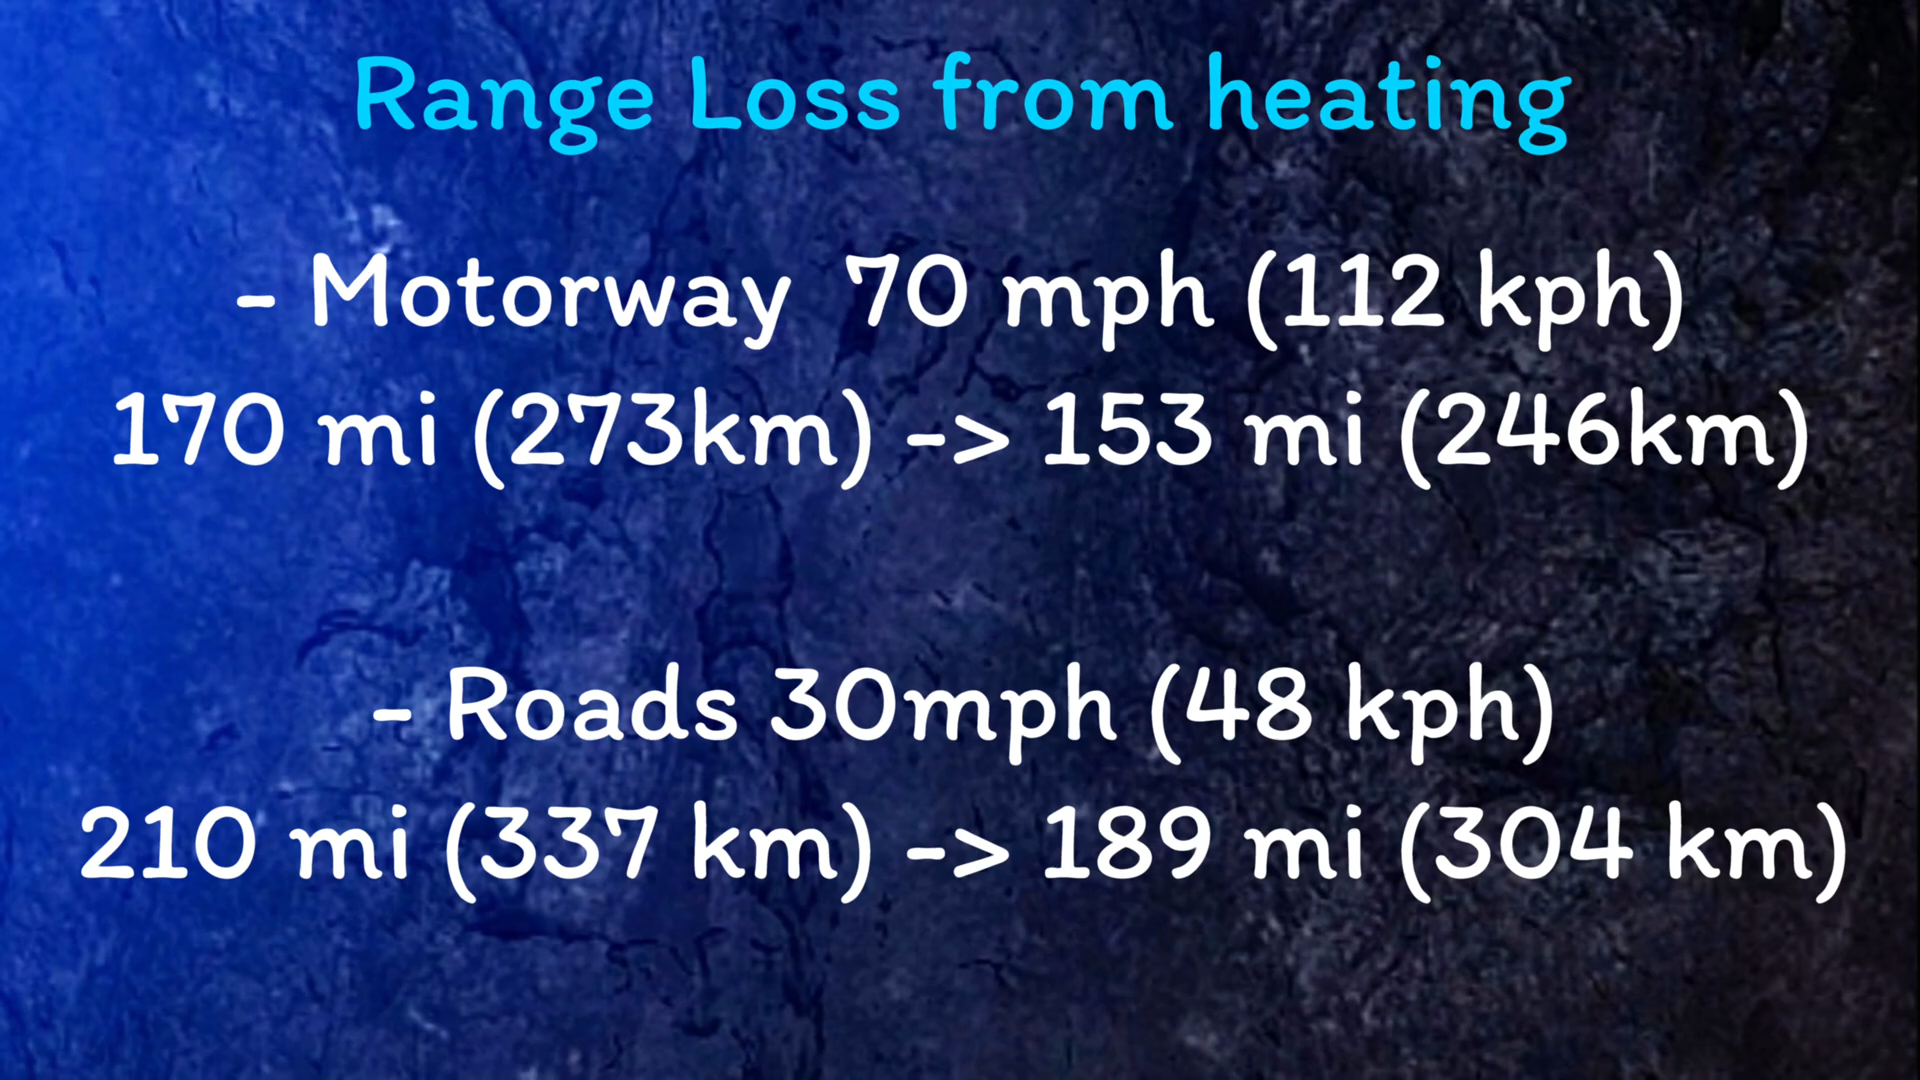 Range Loss from heating
- Motorway 70 mph (112 kph)
170 mi (273km) -> 153 mi (246km)
- Roads 30mph (48 kph)
210 mi (337 km) -> 189 mi (304 km)